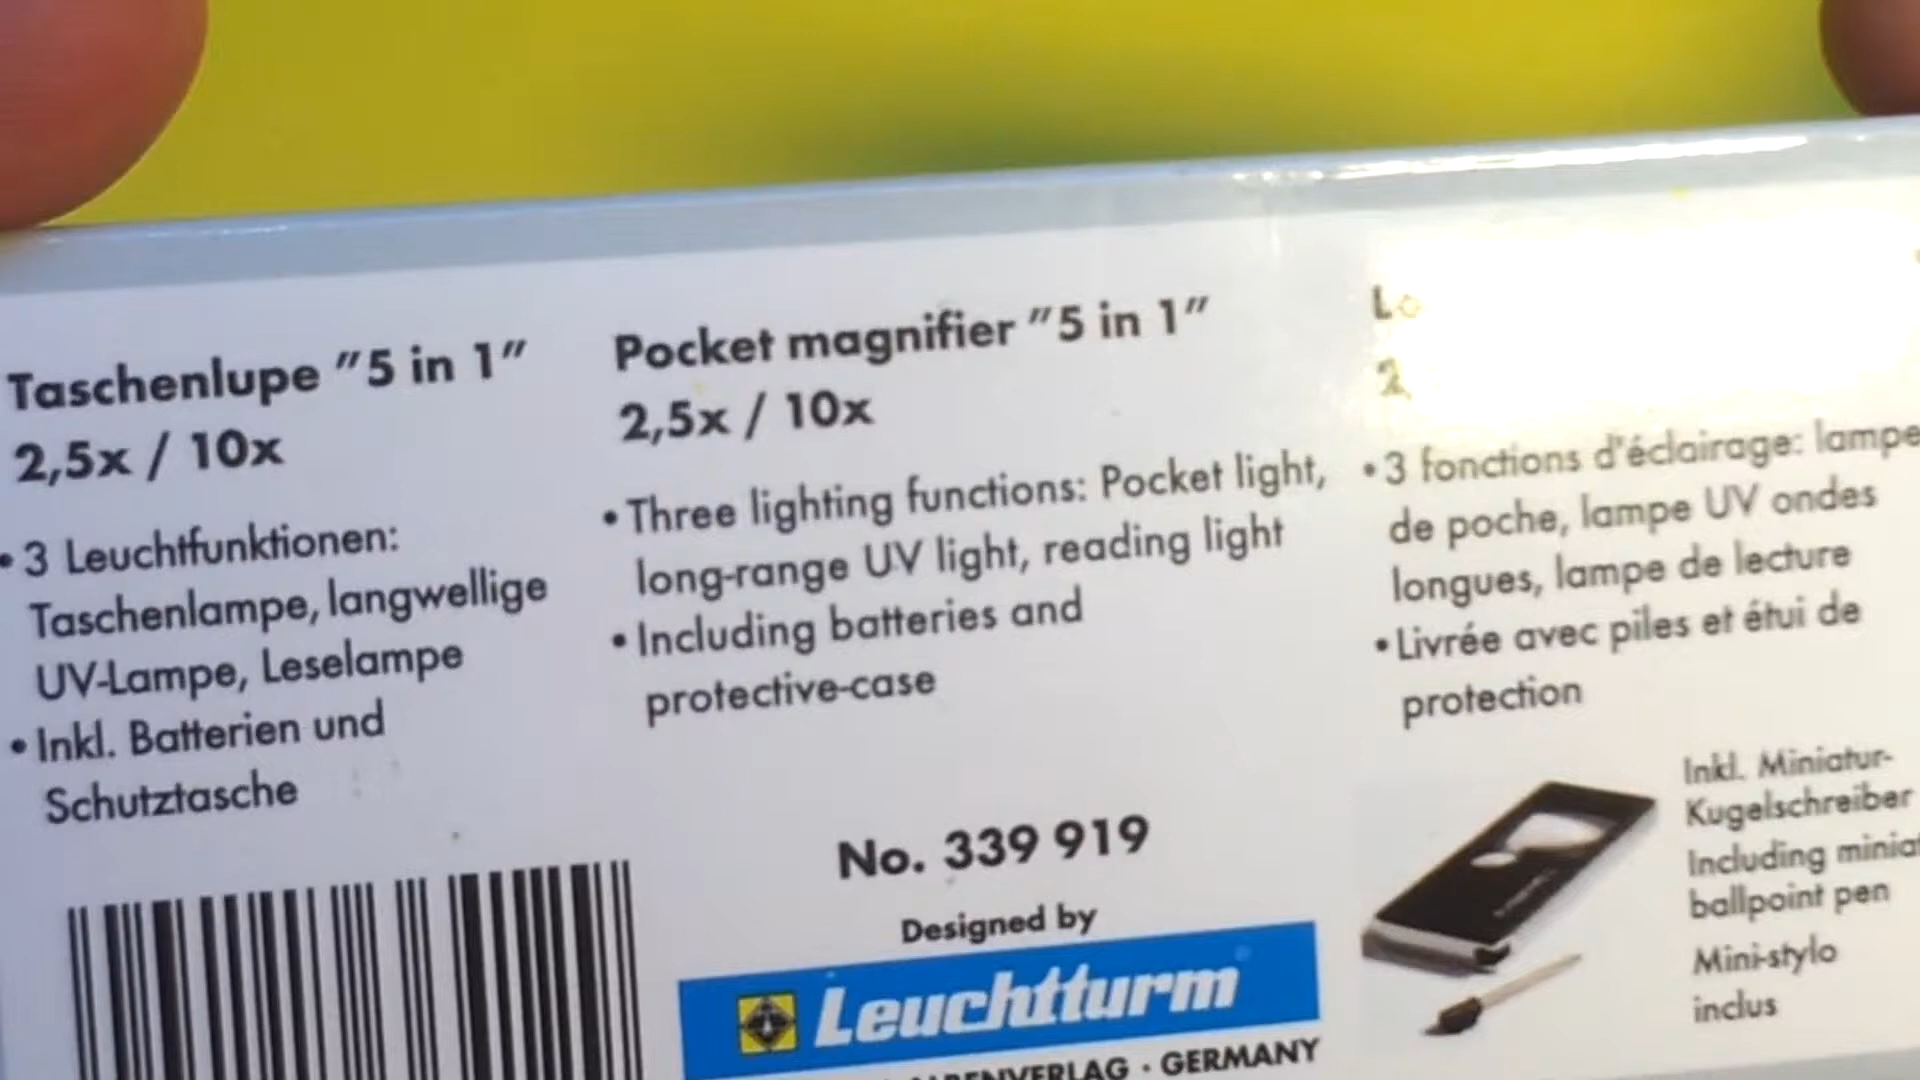 Taschenlupe "5 in 1"
2,5x / 10x
• 3 Leuchtfunktionen:
Taschenlampe, langwellige
UV-Lampe, Leselampe
• Inkl. Batterien und
Schutztasche
Pocket magnifier "5 in 1"
2,5x / 10x
• Three lighting functions: Pocket light,
long-range UV light, reading light
• Including batteries and
protective-case
• 3 fonctions d'éclairage: lampe
de poche, lampe UV ondes
longues, lampe de lecture
• Livrée avec piles et étui de
protection
No. 339 919
Designed by
Leuchtturm
GERMANY
Inkl. Miniatur-
Kugelschreiber
Including
ballpoint pen
Mini-stylo
inclus